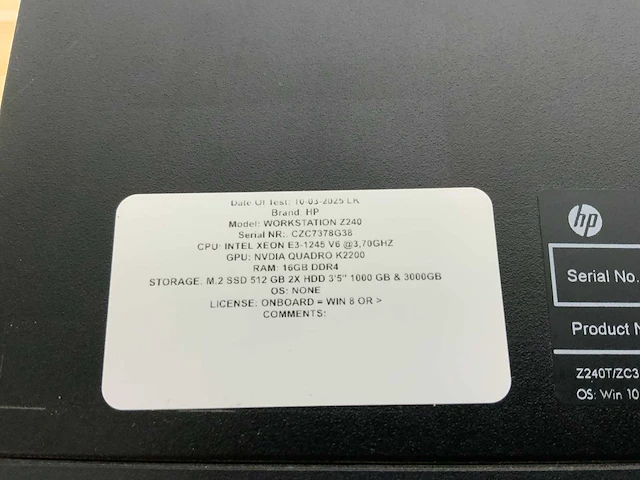 Date Of Test: 10-03-2025 LK
Brand: HP
Model: WORKSTATION Z240
Serial NR: CZC7378G38
CPU: INTEL XEON E3-1245 V6 @3,70GHZ
GPU: NVDIA QUADRO K2200
RAM: 16GB DDR4
STORAGE: M.2 SSD 512 GB 2X HDD 3'5" 1000 GB & 3000GB
OS: NONE
LICENSE: ONBOARD = WIN 8 OR >
COMMENTS:
hp
Serial No.
Product N
Z240T/ZC3
OS: Win 10